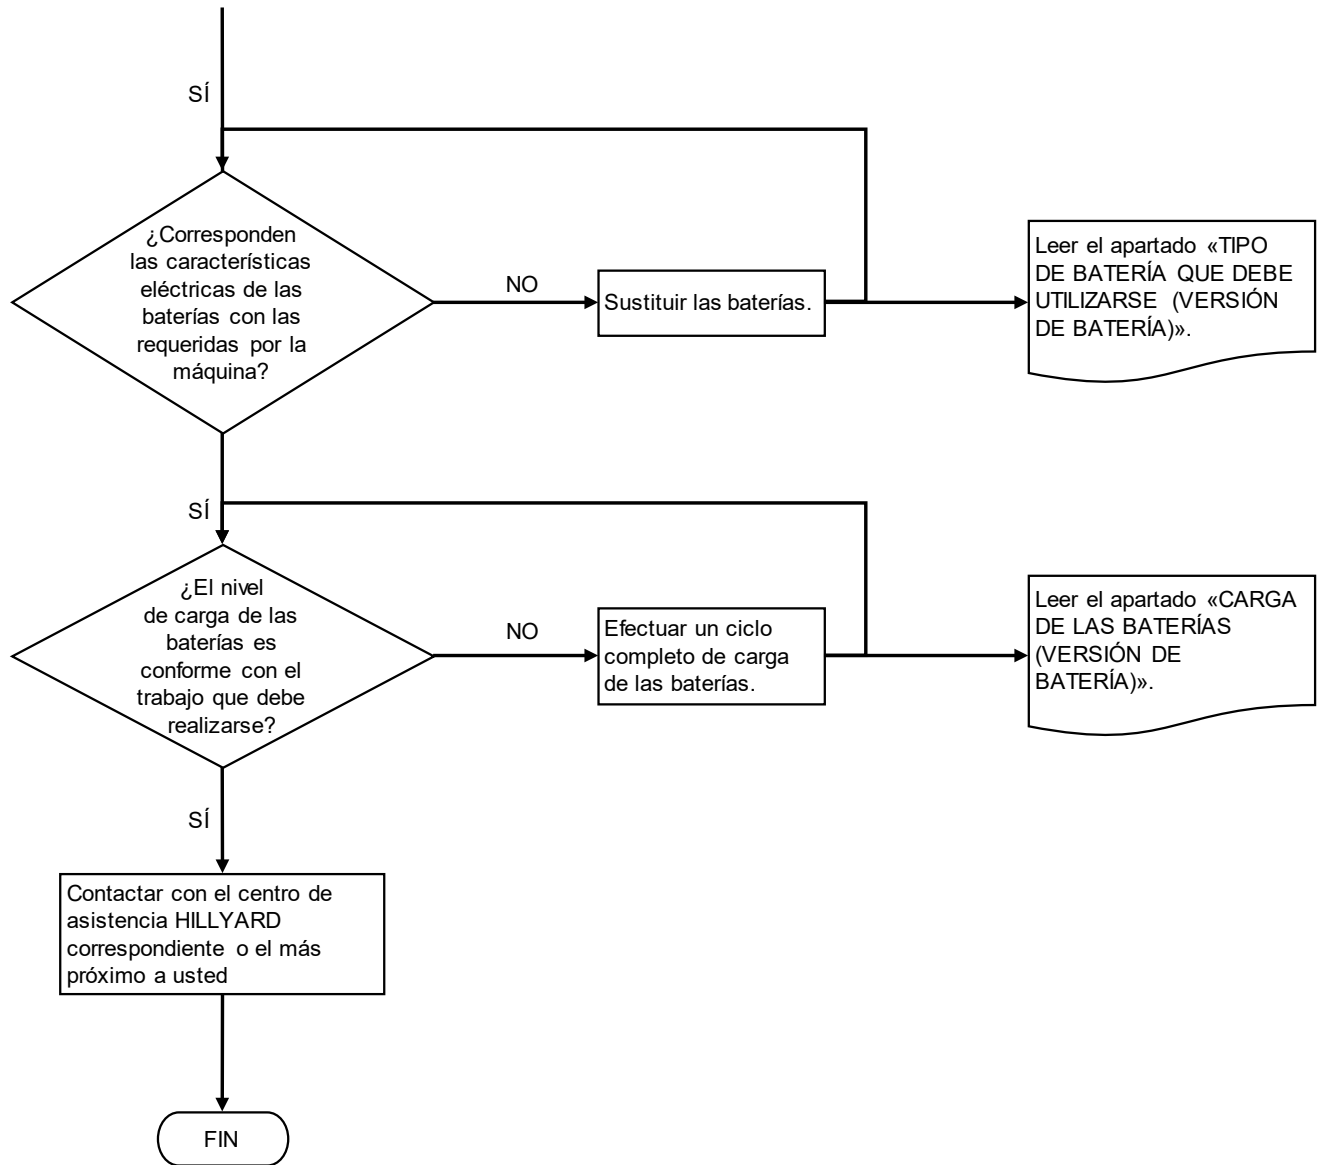 SÍ
¿Corresponden
las características
eléctricas de las
baterías con las
requeridas por la
máquina?
NO
Sustituir las baterías.
Leer el apartado «TIPO
DE BATERÍA QUE DEBE
UTILIZARSE (VERSIÓN
DE BATERÍA)».
SÍ
¿El nivel
de carga de las
baterías es
conforme con el
trabajo que debe
realizarse?
NO
Efectuar un ciclo
completo de carga
de las baterías.
Leer el apartado «CARGA
DE LAS BATERÍAS
(VERSIÓN DE
BATERÍA)».
SÍ
Contactar con el centro de
asistencia HILLYARD
correspondiente o el más
próximo a usted
FIN